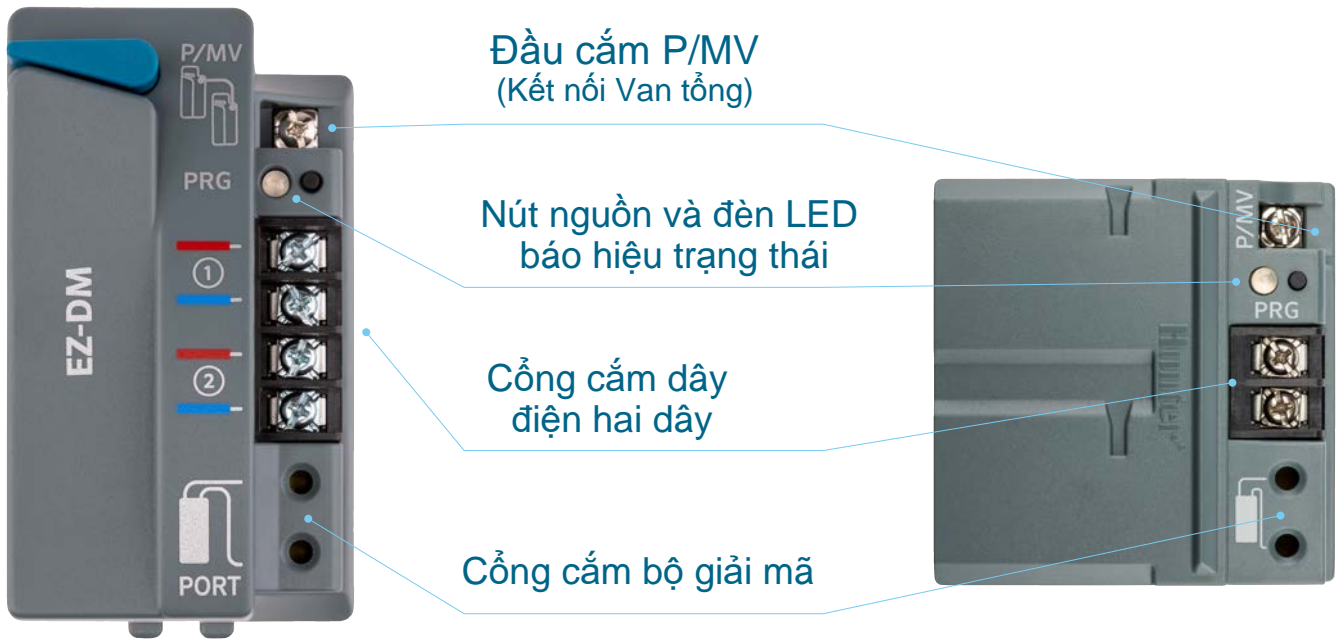 P/MV
PRG
1
2
EZ-DM
PORT
Đầu cắm P/MV
(Kết nối Van tổng)
Nút nguồn và đèn LED
báo hiệu trạng thái
Cổng cắm dây
điện hai dây
Cổng cắm bộ giải mã
P/MV
PRG
Hunter